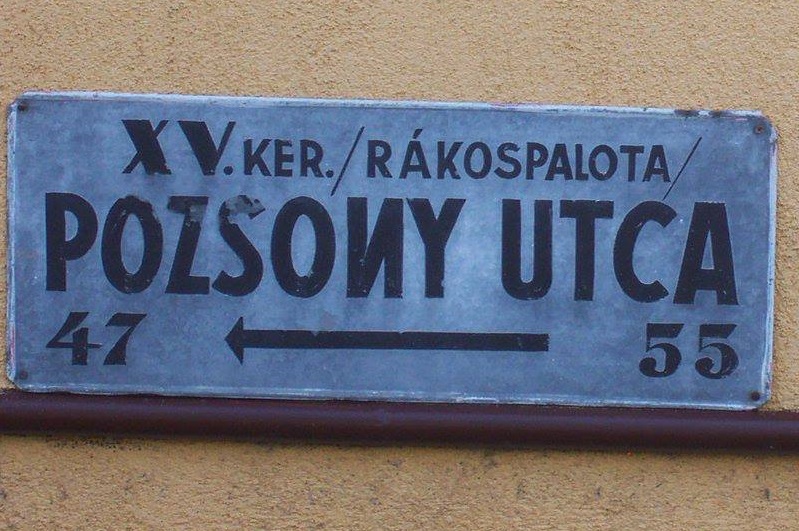 XV. KER. /RÁKOSPALOTA/
POZSONY UTCA
47 ← 55